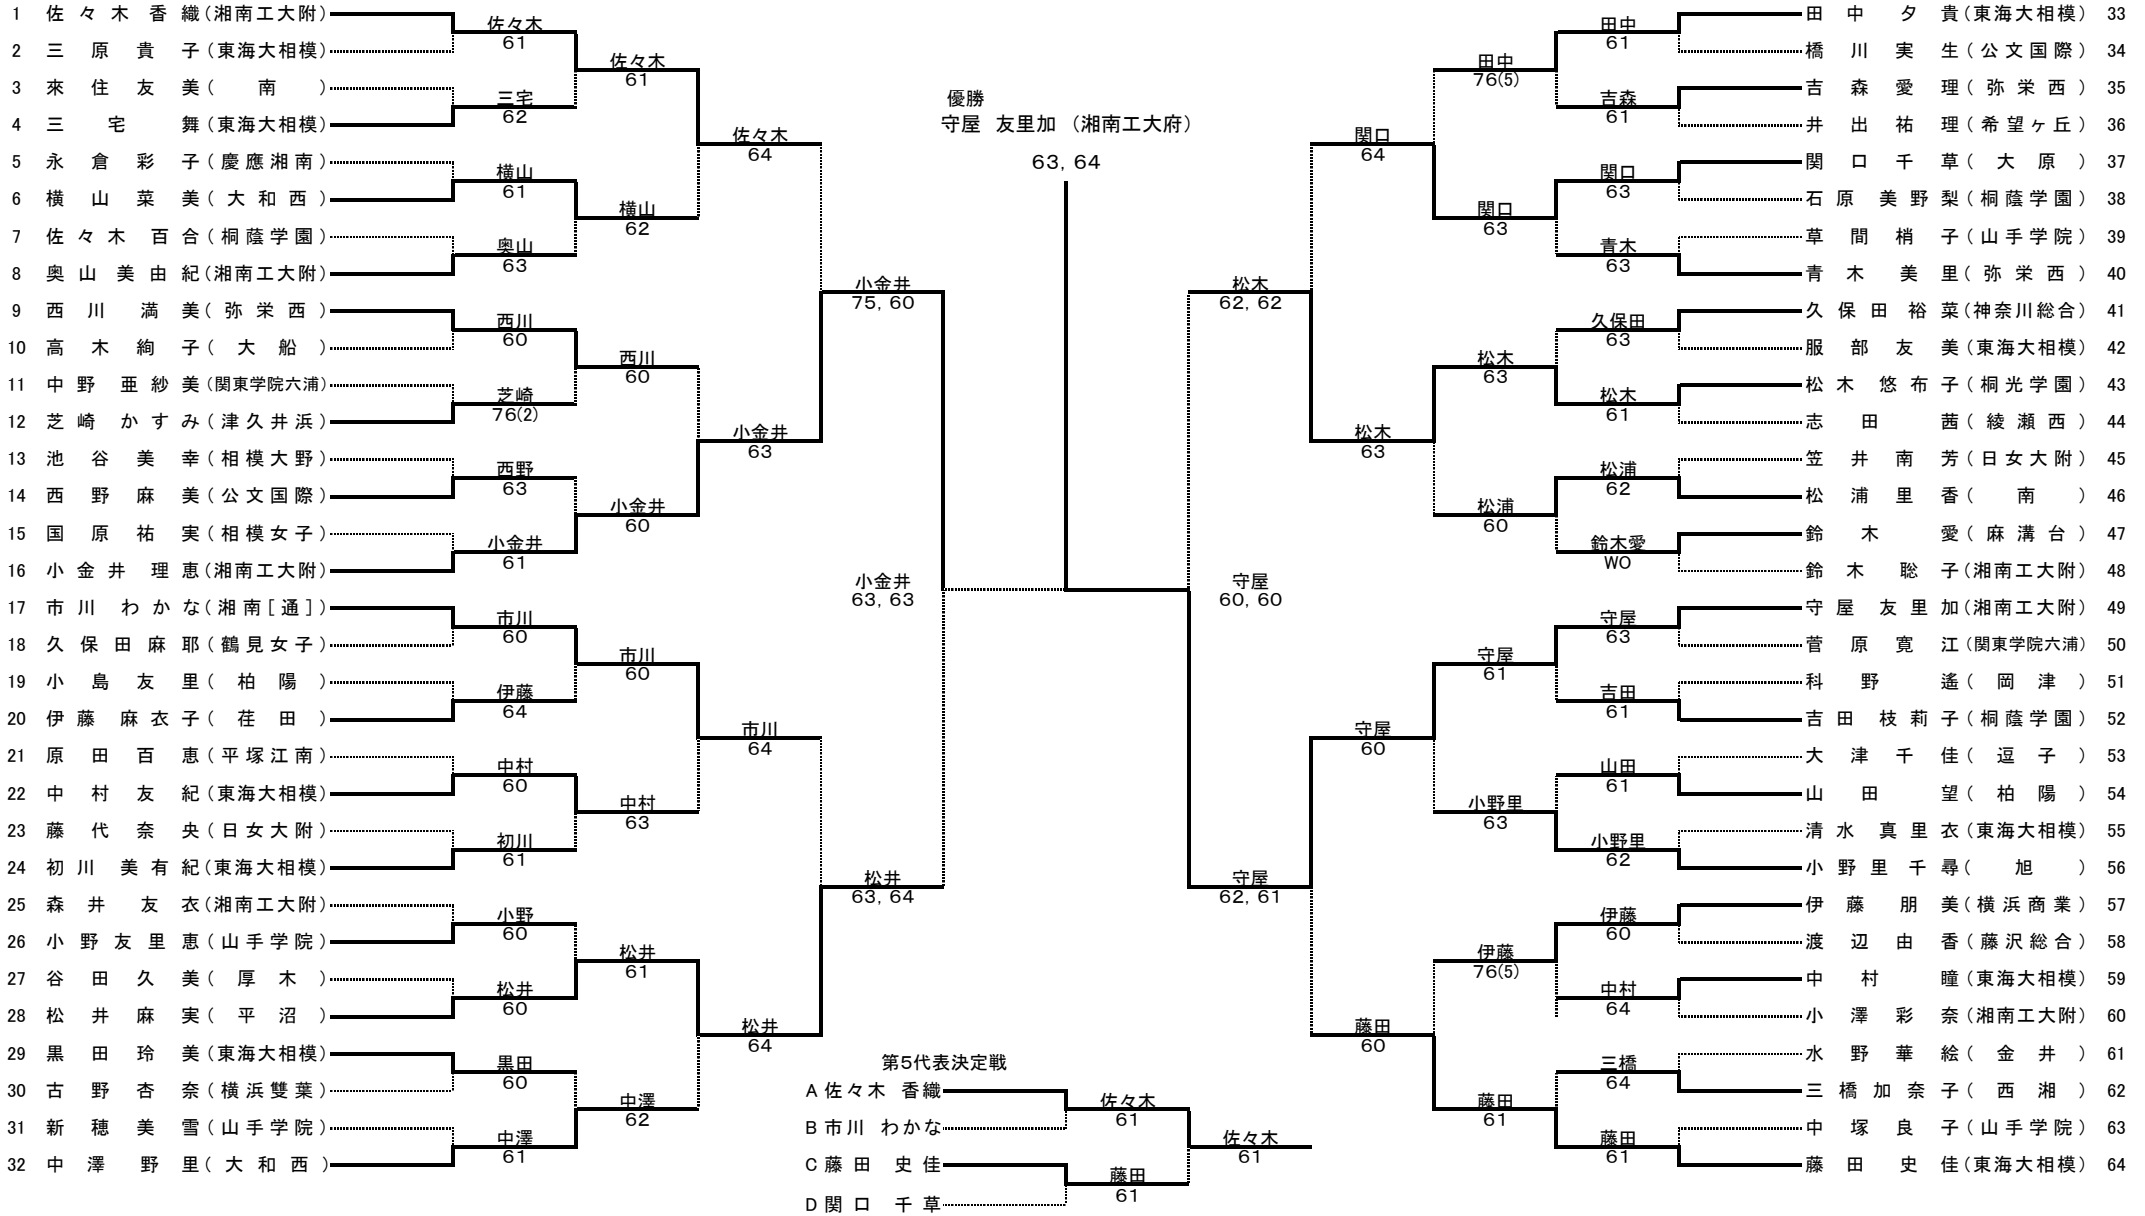 1 佐々木香織(湘南工大附)
2 三原貴子(東海大相模)
3 來住友美(南)
4 三宅舞(東海大相模)
5 永倉彩子(慶應湘南)
6 横山菜美(大和西)
7 佐々木百合(桐蔭学園)
8 奥山美由紀(湘南工大附)
9 西川満美(弥栄西)
10 高木絢子(大船)
11 中野亜紗美(関東学院六浦)
12 芝崎かすみ(津久井浜)
13 池谷美幸(相模大野)
14 西野麻美(公文国際)
15 国原祐実(相模女子)
16 小金井理恵(湘南工大附)
17 市川わかな(湘南[通])
18 久保田麻耶(鶴見女子)
19 小島友里(柏陽)
20 伊藤麻衣子(荏田)
21 原田百恵(平塚江南)
22 中村友紀(東海大相模)
23 藤代奈央(日女大附)
24 初川美有紀(東海大相模)
25 森井友衣(湘南工大附)
26 小野友里恵(山手学院)
27 谷田久美(厚木)
28 松井麻実(平沼)
29 黒田玲美(東海大相模)
30 古野杏奈(横浜雙葉)
31 新穂美雪(山手学院)
32 中澤野里(大和西)
佐々木
61
三宅
62
横山
61
奥山
63
西川
60
芝崎
76(2)
西野
63
小金井
61
市川
60
伊藤
64
中村
60
初川
61
小野
60
松井
60
黒田
60
中澤
61
佐々木
61
横山
62
西川
60
小金井
60
市川
60
中村
63
松井
61
中澤
62
佐々木
64
小金井
63
市川
64
松井
64
小金井
75, 60
松井
63, 64
小金井
63, 63
優勝
守屋 友里加 (湘南工大府)
63, 64
守屋
60, 60
松木
62, 62
守屋
62, 61
関口
64
松木
63
守屋
60
藤田
60
田中
76(5)
関口
63
松木
63
松浦
60
守屋
61
小野里
63
伊藤
76(5)
藤田
61
田中
61
吉森
61
関口
63
青木
63
久保田
63
松木
61
松浦
62
鈴木愛
WO
守屋
63
吉田
61
山田
61
小野里
62
伊藤
60
中村
64
三橋
64
藤田
61
田中夕貴(東海大相模) 33
橋川実生(公文国際) 34
吉森愛理(弥栄西) 35
井出祐理(希望ヶ丘) 36
関口千草(大原) 37
石原美野梨(桐蔭学園) 38
草間梢子(山手学院) 39
青木美里(弥栄西) 40
久保田裕菜(神奈川総合) 41
服部友美(東海大相模) 42
松木悠布子(桐光学園) 43
志田茜(綾瀬西) 44
笠井南芳(日女大附) 45
松浦里香(南) 46
鈴木愛(麻溝台) 47
鈴木聡子(湘南工大附) 48
守屋友里加(湘南工大附) 49
菅原寛江(関東学院六浦) 50
科野遙(岡津) 51
吉田枝莉子(桐蔭学園) 52
大津千佳(逗子) 53
山田望(柏陽) 54
清水真里衣(東海大相模) 55
小野里千尋(旭) 56
伊藤朋美(横浜商業) 57
渡辺由香(藤沢総合) 58
中村瞳(東海大相模) 59
小澤彩奈(湘南工大附) 60
水野華絵(金井) 61
三橋加奈子(西湘) 62
中塚良子(山手学院) 63
藤田史佳(東海大相模) 64
第5代表決定戦
A 佐々木 香織
B 市川 わかな
C 藤田 史佳
D 関口 千草
佐々木
61
藤田
61
佐々木
61